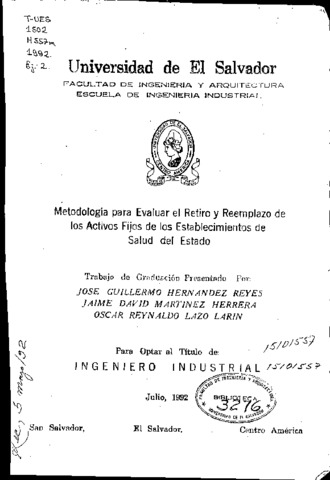 T-UES
1502
H557m
1992
Ej. 2
Universidad de El Salvador
FACULTAD DE INGENIERIA Y ARQUITECTURA
ESCUELA DE INGENIERIA INDUSTRIAL.
Metodología para Evaluar el Retiro y Reemplazo de
los Activos Fijos de los Establecimientos de
Salud del Estado
Trabajo de Graduación Presentado Por:
JOSE GUILLERMO HERNANDEZ REYES
JAIME DAVID MARTINEZ HERRERA
OSCAR REYNALDO LAZO LARIN
Para Optar al Título de:
15101557
INGENIERO INDUSTRIAL 15101557
Julio, 1992
BIBLIOTECA
3276
San Salvador, El Salvador, Centro América